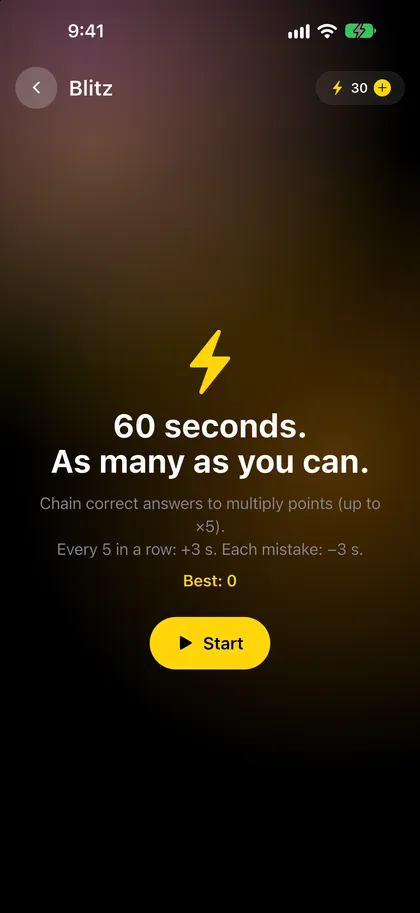 9:41
Blitz
30
60 seconds.
As many as you can.
Chain correct answers to multiply points (up to
×5).
Every 5 in a row: +3 s. Each mistake: −3 s.
Best: 0
Start